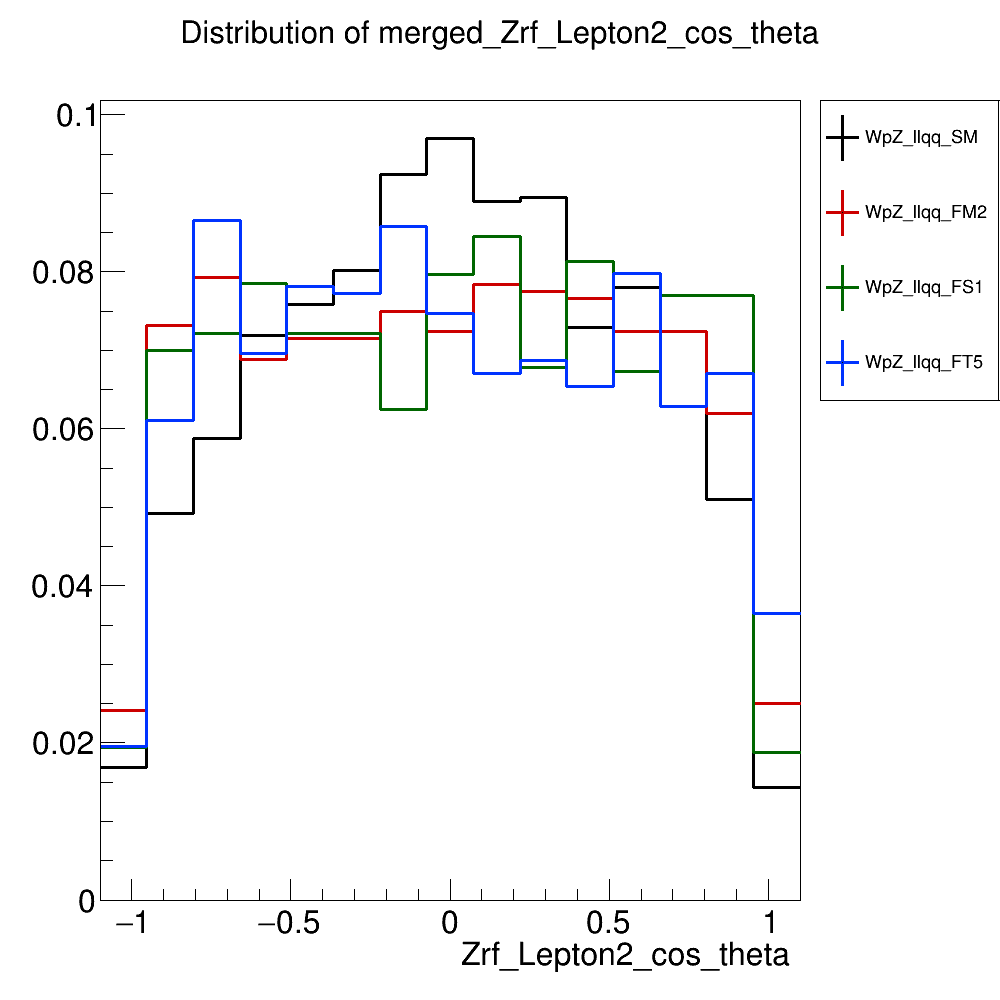 Distribution of merged_Zrf_Lepton2_cos_theta
0.1
0.08
0.06
0.04
0.02
0
−1
−0.5
0
0.5
1
Zrf_Lepton2_cos_theta
WpZ_llqq_SM
WpZ_llqq_FM2
WpZ_llqq_FS1
WpZ_llqq_FT5